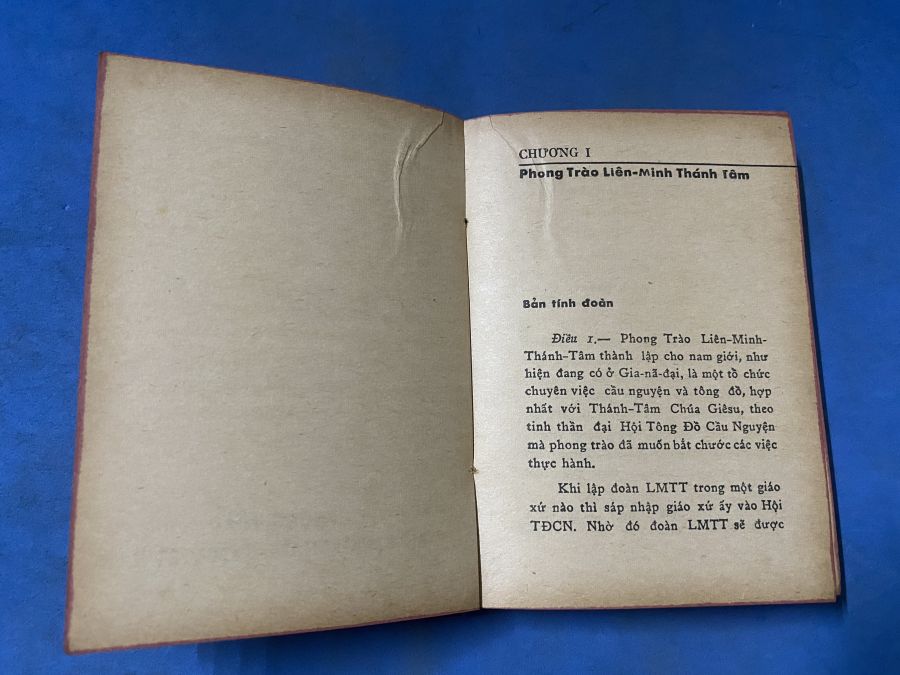 CHƯƠNG I
Phong Trào Liên-Minh Thánh Tâm
Bản tính đoàn
Điều 1.— Phong Trào Liên-Minh-
Thánh-Tâm thành lập cho nam giới, như
hiện đang có ở Gia-nã-đại, là một tổ chức
chuyên việc cầu nguyện và tông đồ, hợp
nhất với Thánh-Tâm Chúa Giêsu, theo
tinh thần đại Hội Tông Đồ Cầu Nguyện
mà phong trào đã muốn bắt chước các việc
thực hành.
Khi lập đoàn LMTT trong một giáo
xứ nào thì sáp nhập giáo xứ ấy vào Hội
TĐCN. Nhờ đó đoàn LMTT sẽ được